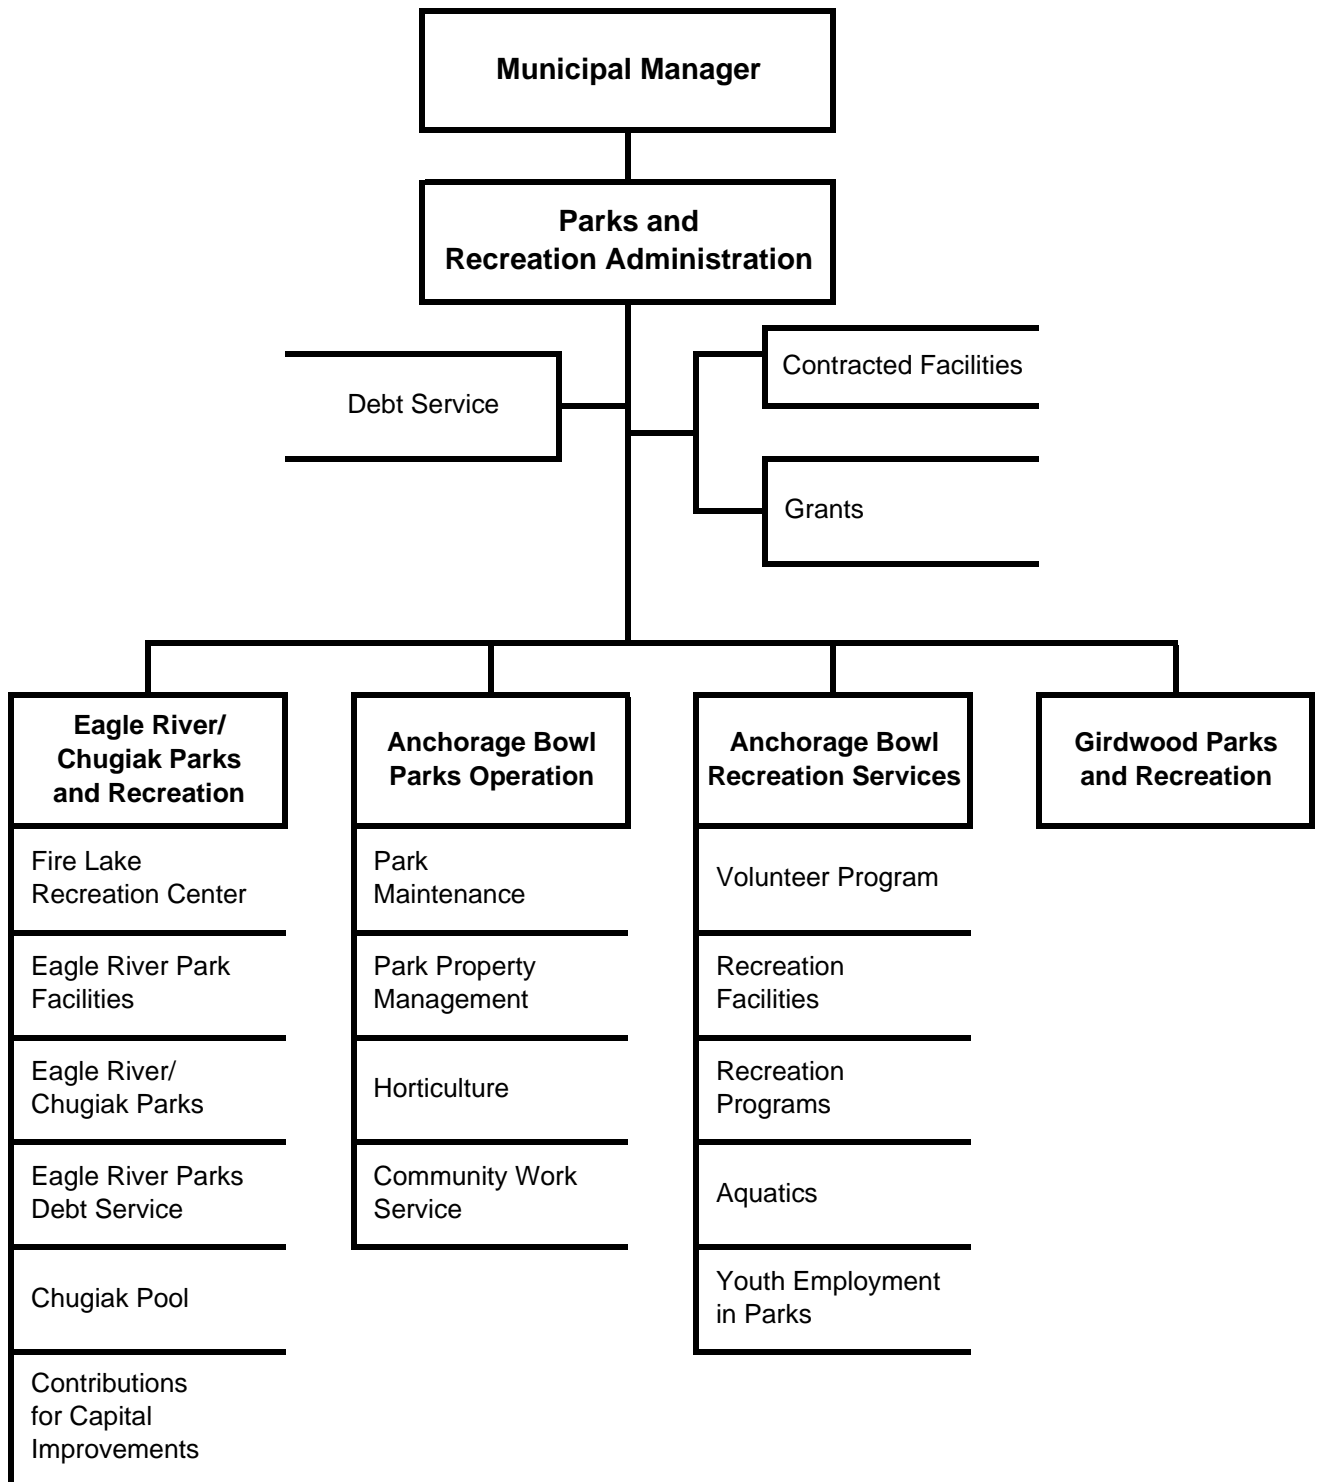 Municipal Manager
Parks and
Recreation Administration
Debt Service
Contracted Facilities
Grants
Eagle River/
Chugiak Parks
and Recreation
Fire Lake
Recreation Center
Eagle River Park
Facilities
Eagle River/
Chugiak Parks
Eagle River Parks
Debt Service
Chugiak Pool
Contributions
for Capital
Improvements
Anchorage Bowl
Parks Operation
Park
Maintenance
Park Property
Management
Horticulture
Community Work
Service
Anchorage Bowl
Recreation Services
Volunteer Program
Recreation
Facilities
Recreation
Programs
Aquatics
Youth Employment
in Parks
Girdwood Parks
and Recreation